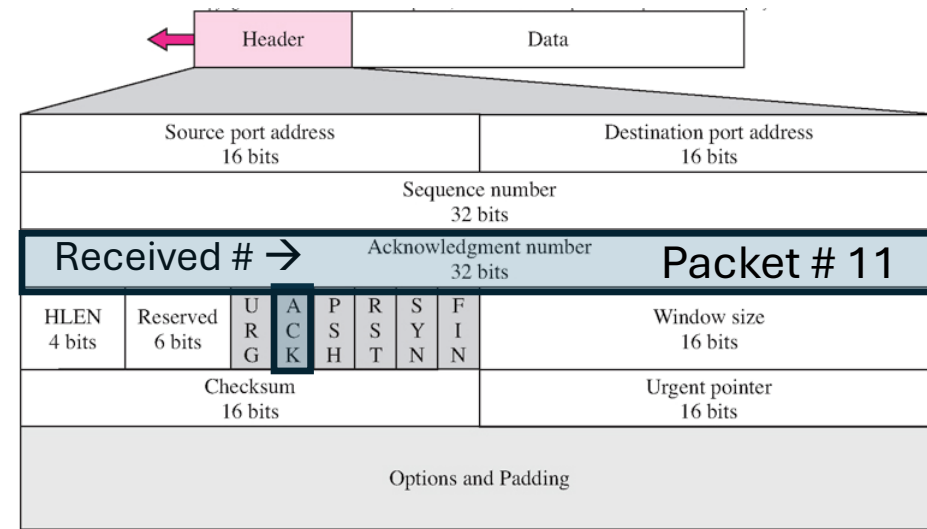 Header
Data
Source port address
16 bits
Destination port address
16 bits
Sequence number
32 bits
Received # →
Acknowledgment number
32 bits
Packet # 11
HLEN
4 bits
Reserved
6 bits
U
R
G
A
C
K
P
S
H
R
S
T
S
Y
N
F
I
N
Window size
16 bits
Checksum
16 bits
Urgent pointer
16 bits
Options and Padding